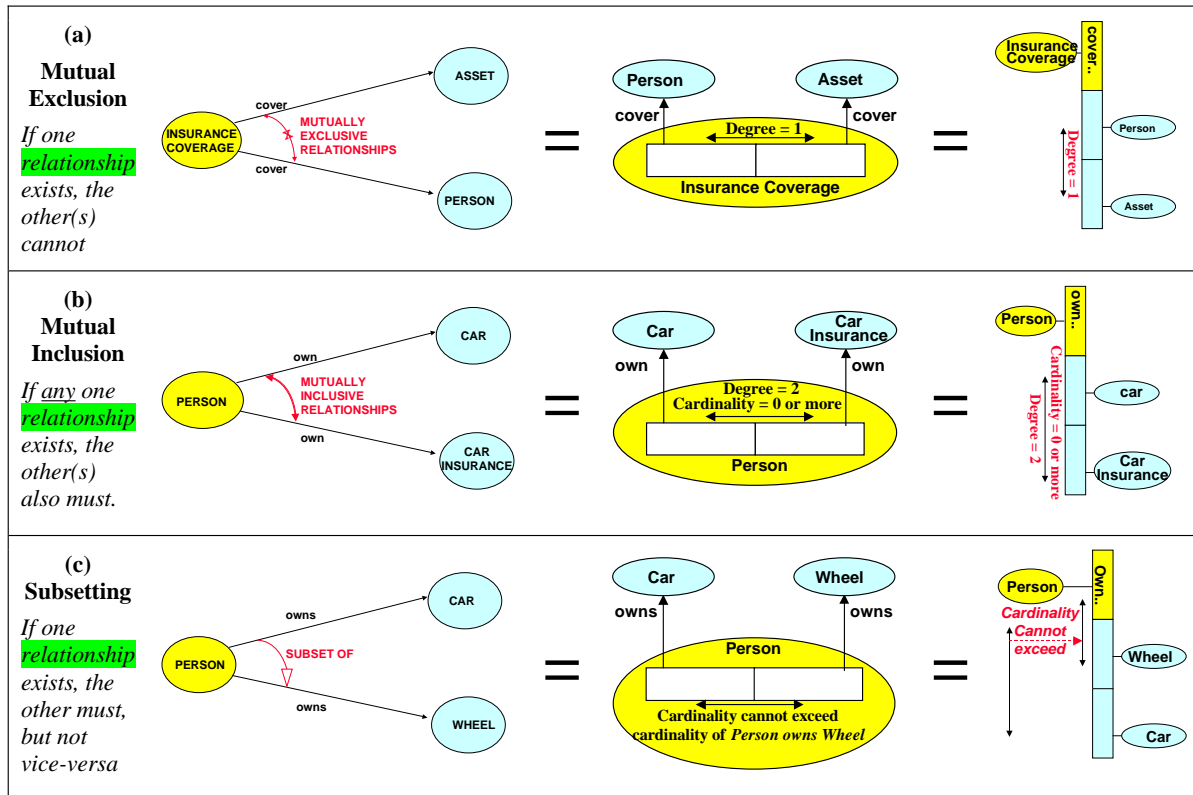 (a)
Mutual
Exclusion
If one
relationship
exists, the
other(s)
cannot
INSURANCE
COVERAGE
cover
cover
MUTUALLY
EXCLUSIVE
RELATIONSHIPS
ASSET
PERSON
=
Person
Asset
cover
cover
Degree = 1
Insurance Coverage
=
Insurance
Coverage
cover..
Person
Degree = 1
Asset
(b)
Mutual
Inclusion
If any one
relationship
exists, the
other(s)
also must.
PERSON
own
own
MUTUALLY
INCLUSIVE
RELATIONSHIPS
CAR
CAR
INSURANCE
=
Car
Car
Insurance
own
own
Degree = 2
Cardinality = 0 or more
Person
=
Person
own..
car
Cardinality = 0 or more
Degree = 2
Car
Insurance
(c)
Subsetting
If one
relationship
exists, the
other must,
but not
vice-versa
PERSON
owns
owns
SUBSET OF
CAR
WHEEL
=
Car
Wheel
owns
owns
Person
Cardinality cannot exceed
cardinality of Person owns Wheel
=
Person
Own..
Cardinality
Cannot
exceed
Wheel
Car